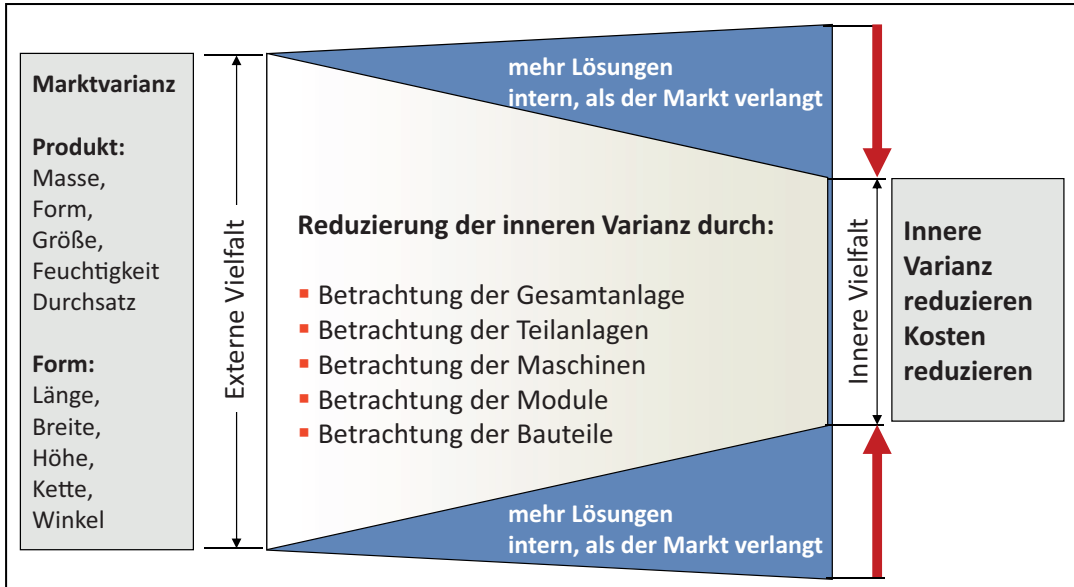 Marktvarianz
Produkt:
Masse,
Form,
Größe,
Feuchtigkeit
Durchsatz
Form:
Länge,
Breite,
Höhe,
Kette,
Winkel
Externe Vielfalt
mehr Lösungen
intern, als der Markt verlangt
Reduzierung der inneren Varianz durch:
Betrachtung der Gesamtanlage
Betrachtung der Teilanlagen
Betrachtung der Maschinen
Betrachtung der Module
Betrachtung der Bauteile
mehr Lösungen
intern, als der Markt verlangt
Innere Vielfalt
Innere
Varianz
reduzieren
Kosten
reduzieren